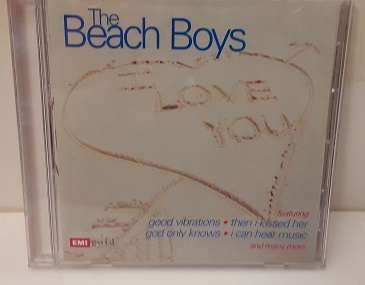 The
Beach Boys
I LOVE
YOU
featuring
good vibrations • then i kissed her
god only knows • i can hear music
and many more
EMI gold